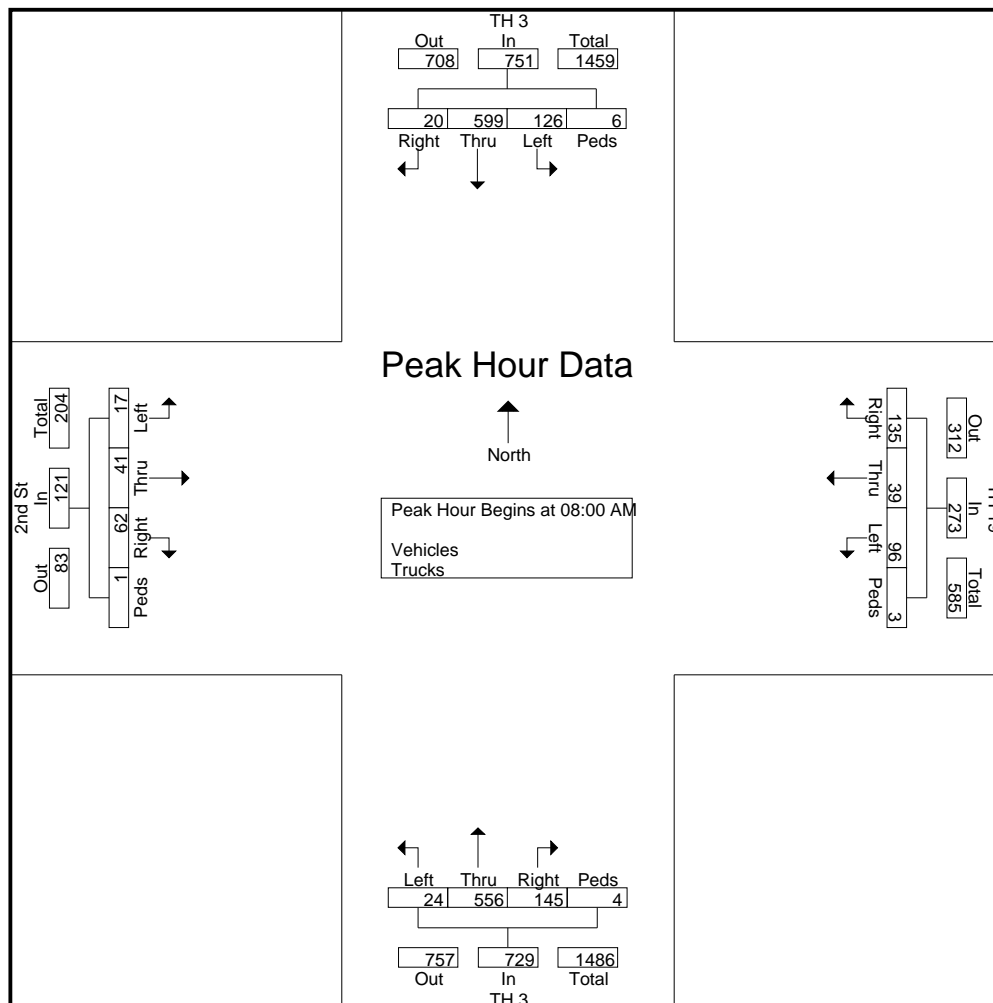 TH 3
Out In Total
708 751 1459
20 599 126 6
Right Thru Left Peds
Peak Hour Data
North
Peak Hour Begins at 08:00 AM
Vehicles
Trucks
2nd St
Out In Total
83 121 204
1 62 41 17
Peds Right Thru Left
Out In Total
312 273 585
135 39 96 3
Right Thru Left Peds
Left Thru Right Peds
24 556 145 4
757 729 1486
Out In Total
TH 3